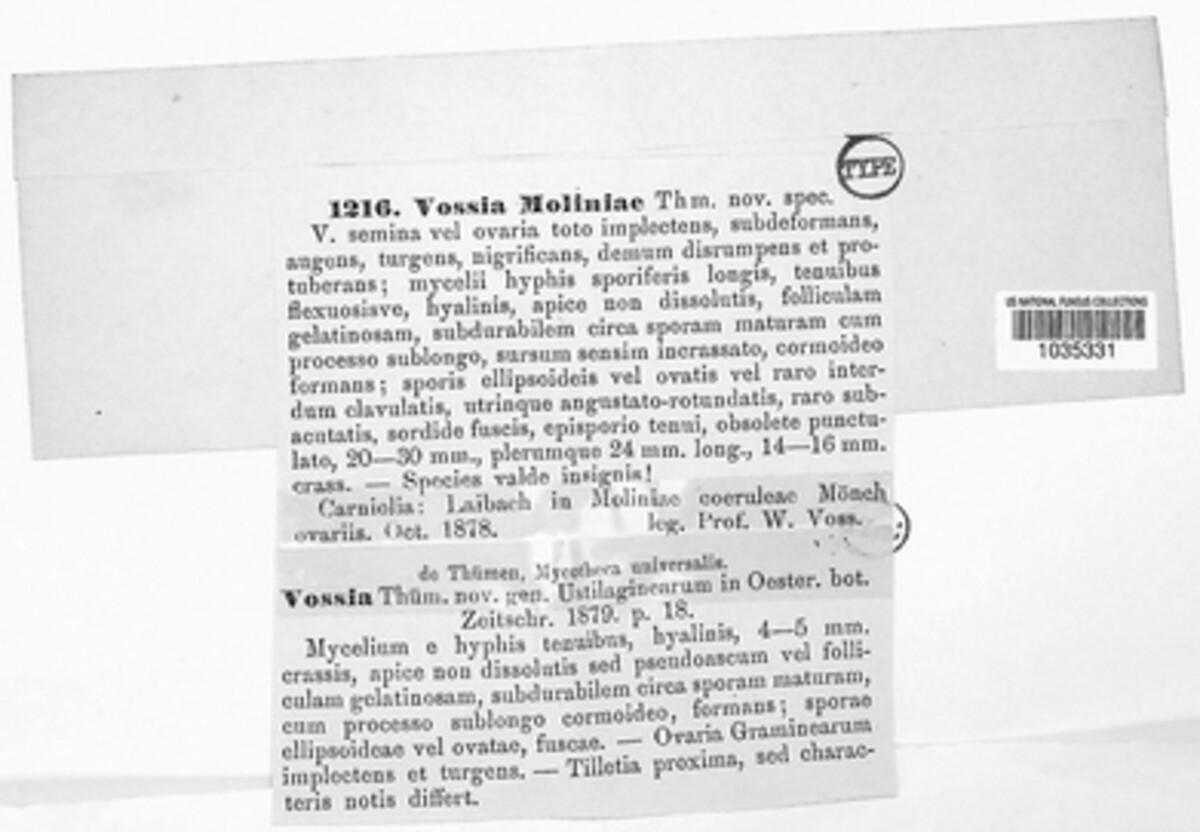 TYPE
1216. Vossia Moliniae Thm. nov. spec.
V. semina vel ovaria toto implectens, subdeformans,
augens, turgens, nigrificans, demum disrumpens et pro-
tuberans; mycelii hyphis sporiferis longis, tenuibus
flexuosisve, hyalinis, apice non dissolutis, folliculam
gelatinosam, subdurabilem circa sporam maturam cum
processo sublongo, sursum sensim incrassato, cormoideo
formans; sporis ellipsoideis vel ovatis vel raro inter-
dum clavulatis, utrinque angustato-rotundatis, raro sub-
acutatis, sordide fuscis, episporio tenui, obsolete punctu-
lato, 20—30 mm., plerumque 24 mm. long., 14—16 mm.
crass. — Species valde insignis!
Carniolia: Laibach in Moliniae coeruleae Mönch
ovariis. Oct. 1878. leg. Prof. W. Voss.
de Thümen, Mycotheca universalis.
Vossia Thüm. nov. gen. Ustilaginearum in Oester. bot.
Zeitschr. 1879. p. 18.
Mycelium e hyphis tenuibus, hyalinis, 4—5 mm.
crassis, apice non dissolutis sed pseudoascum vel folli-
culam gelatinosam, subdurabilem circa sporam maturam,
cum processo sublongo cormoideo, formans; sporae
ellipsoideae vel ovatae, fuscae. — Ovaria Graminearum
implectens et turgens. — Tilletia proxima, sed charac-
teris notis differt.
US NATIONAL FUNGUS COLLECTIONS
1035331